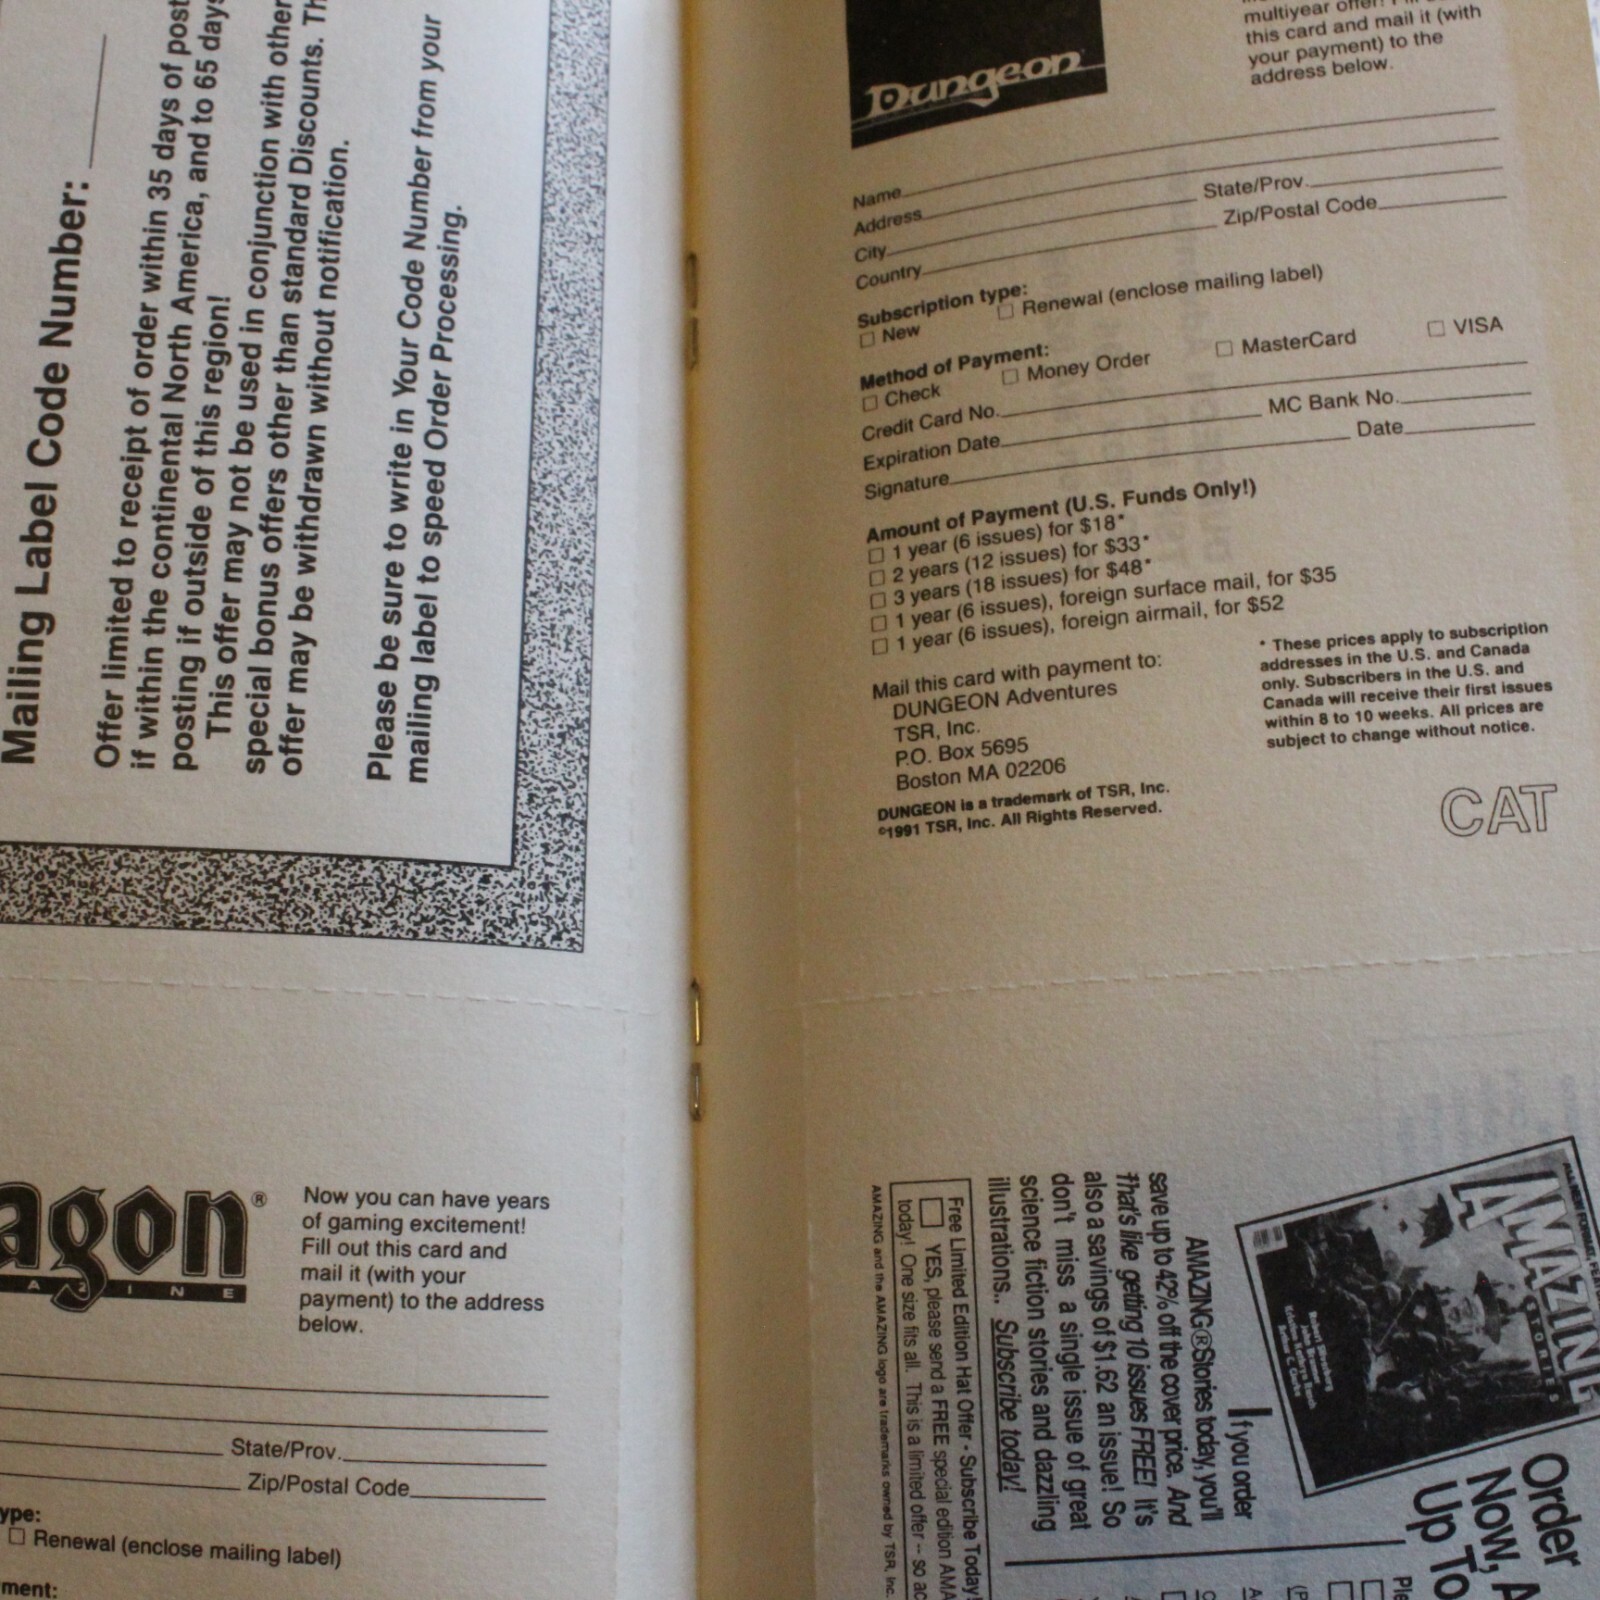 Mailing Label Code Number:
Offer limited to receipt of order within 35 days of
if within the continental North America, and to 65 days
posting if outside of this region!
This offer may not be used in conjunction with other
special bonus offers other than standard Discounts.
offer may be withdrawn without notification.
Please be sure to write in Your Code Number from your
mailing label to speed Order Processing.
®
Now you can have years
of gaming excitement!
Fill out this card and
mail it (with your
payment) to the address
below.
State/Prov.
Zip/Postal Code
Renewal (enclose mailing label)
multiyear offer!
this card and mail it (with
your payment) to the
address below.
Dungeon
Name
Address
City State/Prov.
Country Zip/Postal Code
Subscription type:
New Renewal (enclose mailing label)
Method of Payment:
Check Money Order MasterCard VISA
Credit Card No.
Expiration Date MC Bank No.
Signature Date
Amount of Payment (U.S. Funds Only!)
1 year (6 issues) for $18*
2 years (12 issues) for $33*
3 years (18 issues) for $48*
1 year (6 issues), foreign surface mail, for $35
1 year (6 issues), foreign airmail, for $52
* These prices apply to subscription
addresses in the U.S. and Canada
only. Subscribers in the U.S. and
Canada will receive their first issues
within 8 to 10 weeks. All prices are
subject to change without notice.
Mail this card with payment to:
DUNGEON Adventures
TSR, Inc.
P.O. Box 5695
Boston MA 02206
DUNGEON is a trademark of TSR, Inc.
©1991 TSR, Inc. All Rights Reserved.
CAT
AMAZING
STORIES
Order
Now,
Up To
If you order
AMAZING®Stories today, you'll
save up to 42% off the cover price. And
that's like getting 10 issues FREE! It's
also a savings of $1.62 an issue! So
don't miss a single issue of great
science fiction stories and dazzling
illustrations.. Subscribe today!
Free Limited Edition Hat Offer - Subscribe Today!
YES, please send a FREE special edition
today! One size fits all. This is a limited offer -- so
AMAZING and the AMAZING logo are trademarks owned by TSR, Inc.